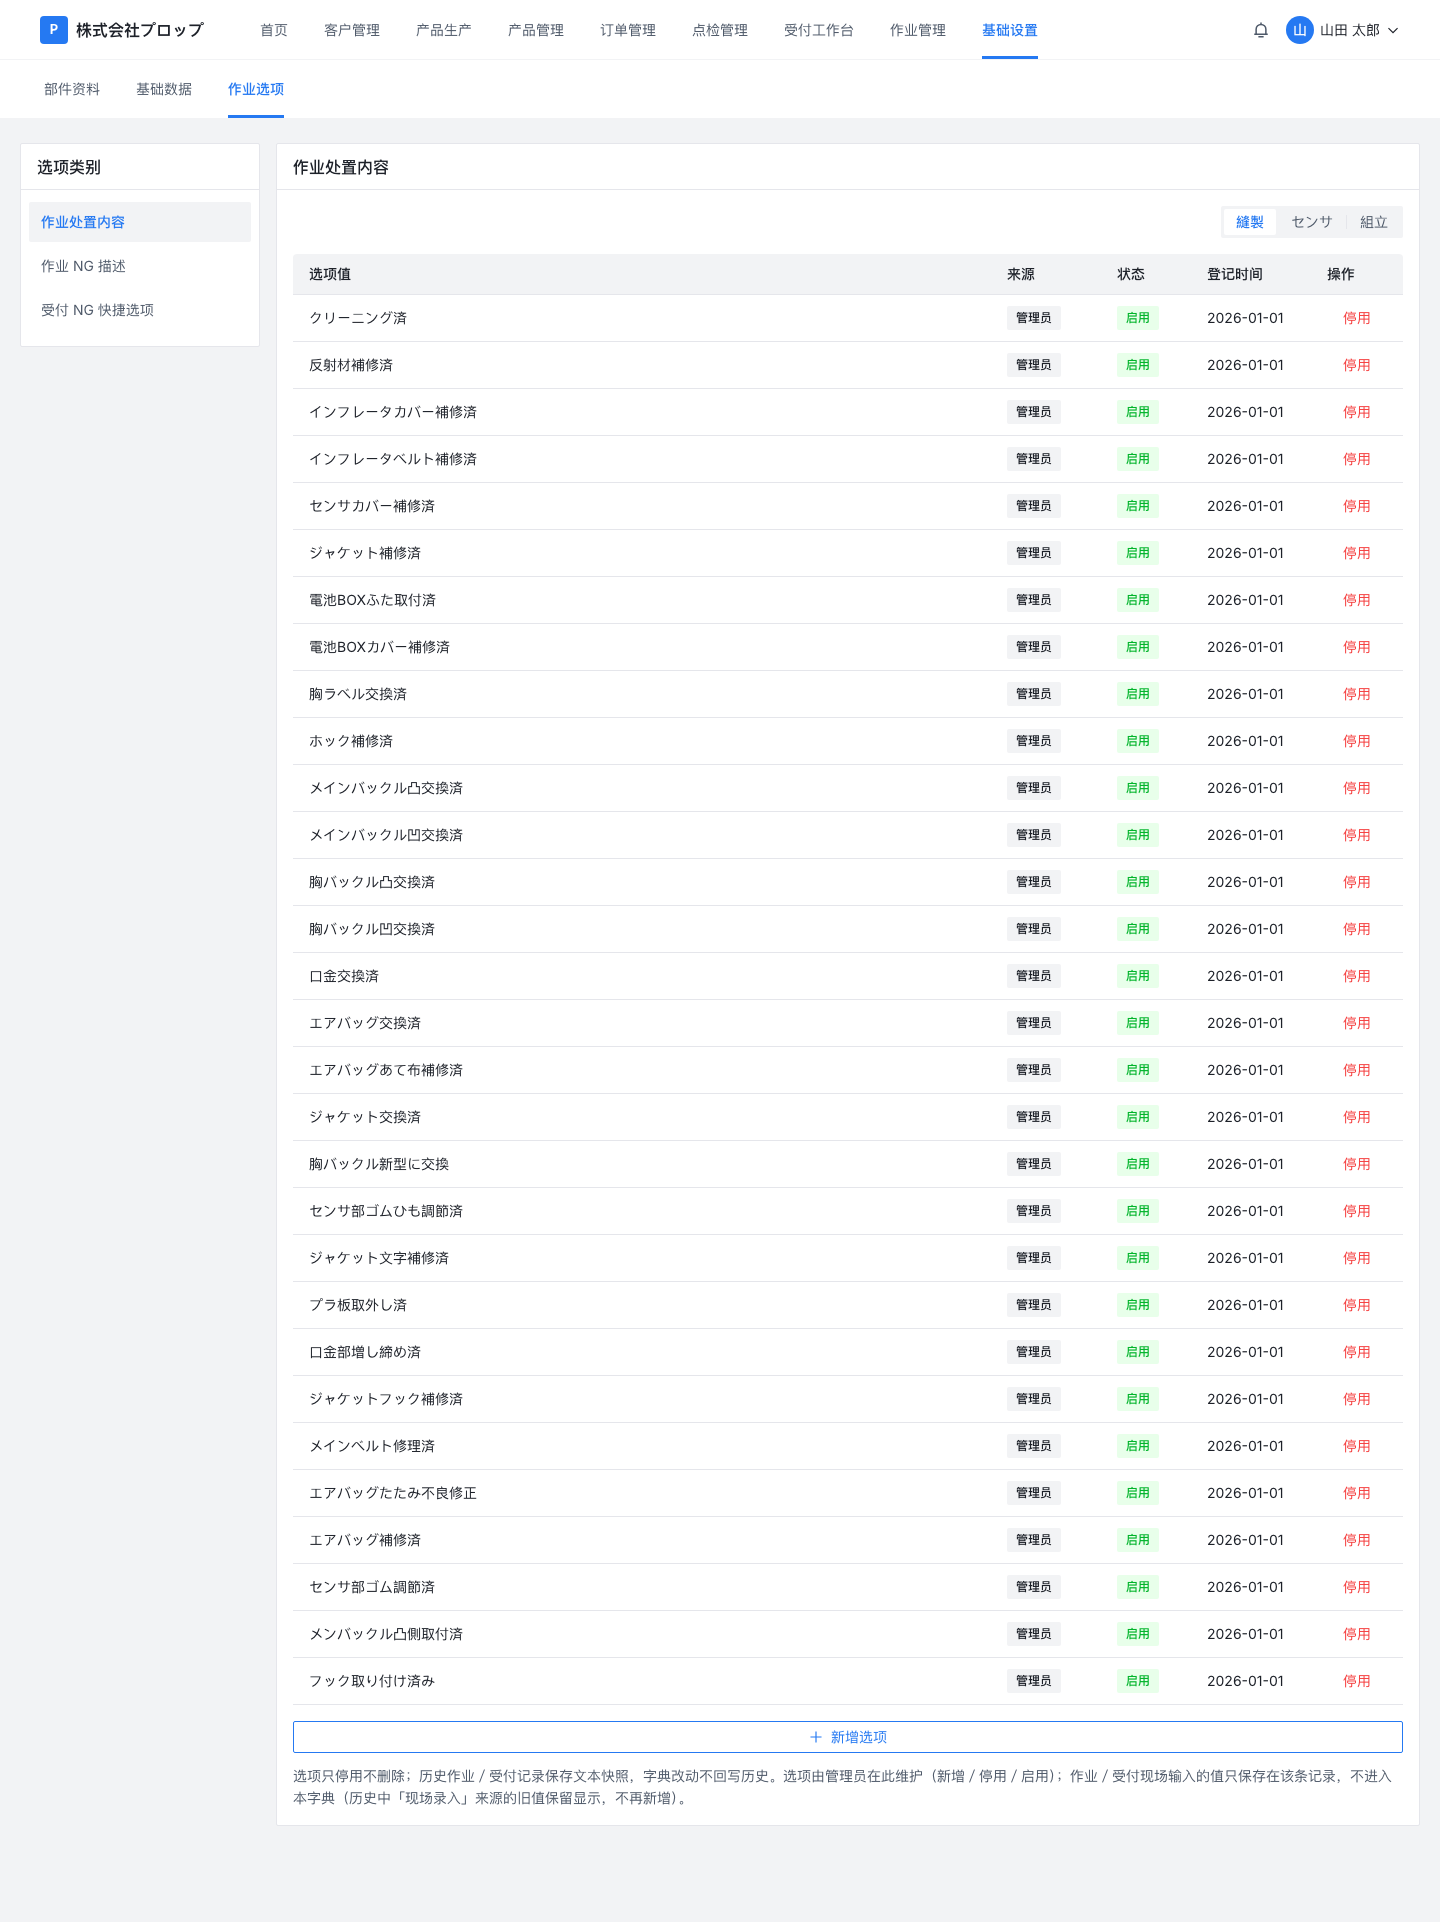 P 株式会社プロップ 首页 客户管理 产品生产 产品管理 订单管理 点检管理 受付工作台 作业管理 基础设置 山 山田 太郎
部件资料 基础数据 作业选项
选项类别
作业处置内容
作业 NG 描述
受付 NG 快捷选项
作业处置内容
縫製 センサ 組立
选项值 来源 状态 登记时间 操作
クリーニング済 管理员 启用 2026-01-01 停用
反射材補修済 管理员 启用 2026-01-01 停用
インフレータカバー補修済 管理员 启用 2026-01-01 停用
インフレータベルト補修済 管理员 启用 2026-01-01 停用
センサカバー補修済 管理员 启用 2026-01-01 停用
ジャケット補修済 管理员 启用 2026-01-01 停用
電池BOXふた取付済 管理员 启用 2026-01-01 停用
電池BOXカバー補修済 管理员 启用 2026-01-01 停用
胸ラベル交換済 管理员 启用 2026-01-01 停用
ホック補修済 管理员 启用 2026-01-01 停用
メインバックル凸交換済 管理员 启用 2026-01-01 停用
メインバックル凹交換済 管理员 启用 2026-01-01 停用
胸バックル凸交換済 管理员 启用 2026-01-01 停用
胸バックル凹交換済 管理员 启用 2026-01-01 停用
口金交換済 管理员 启用 2026-01-01 停用
エアバッグ交換済 管理员 启用 2026-01-01 停用
エアバッグあて布補修済 管理员 启用 2026-01-01 停用
ジャケット交換済 管理员 启用 2026-01-01 停用
胸バックル新型に交換 管理员 启用 2026-01-01 停用
センサ部ゴムひも調節済 管理员 启用 2026-01-01 停用
ジャケット文字補修済 管理员 启用 2026-01-01 停用
プラ板取外し済 管理员 启用 2026-01-01 停用
口金部増し締め済 管理员 启用 2026-01-01 停用
ジャケットフック補修済 管理员 启用 2026-01-01 停用
メインベルト修理済 管理员 启用 2026-01-01 停用
エアバッグたたみ不良修正 管理员 启用 2026-01-01 停用
エアバッグ補修済 管理员 启用 2026-01-01 停用
センサ部ゴム調節済 管理员 启用 2026-01-01 停用
メンバックル凸側取付済 管理员 启用 2026-01-01 停用
フック取り付け済み 管理员 启用 2026-01-01 停用
新增选项
选项只停用不删除；历史作业 / 受付记录保存文本快照，字典改动不回写历史。选项由管理员在此维护（新增 / 停用 / 启用）；作业 / 受付现场输入的值只保存在该条记录，不进入
本字典（历史中「现场录入」来源的旧值保留显示，不再新增）。